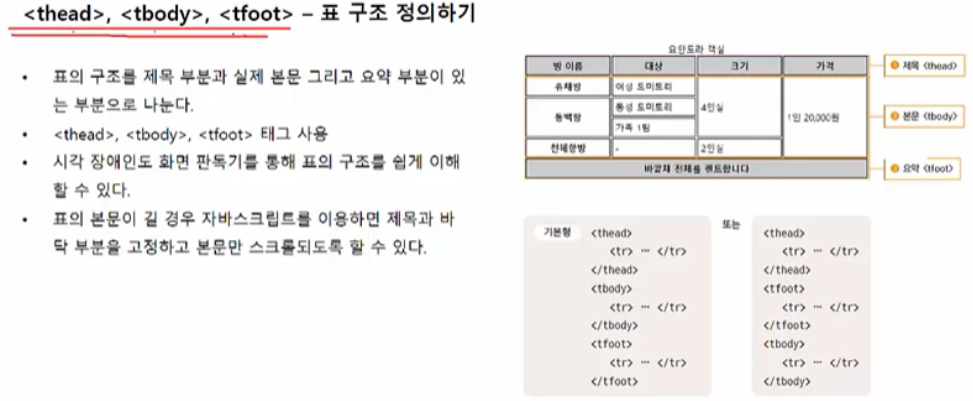 <thead>, <tbody>, <tfoot> – 표 구조 정의하기
• 표의 구조를 제목 부분과 실제 본문 그리고 요약 부분이 있
는 부분으로 나눈다.
• <thead>, <tbody>, <tfoot> 태그 사용
• 시각 장애인도 화면 판독기를 통해 표의 구조를 쉽게 이해
할 수 있다.
• 표의 본문이 길 경우 자바스크립트를 이용하면 제목과 바
닥 부분을 고정하고 본문만 스크롤되도록 할 수 있다.
요안도라 객실
방 이름 대상 크기 가격
유채방 여성 도미토리 4인실 1인 20,000원
동백방 통성 도미토리
가족 1팀
천혜향방 - 2인실
바깥채 전체를 렌트합니다
❶ 제목 <thead>
❷ 본문 <tbody>
❸ 요약 <tfoot>
기본형 <thead>
<tr> … </tr>
</thead>
<tbody>
<tr> … </tr>
</tbody>
<tfoot>
<tr> … </tr>
</tfoot>
또는
<thead>
<tr> … </tr>
</thead>
<tfoot>
<tr> … </tr>
</tfoot>
<tbody>
<tr> … </tr>
</tbody>